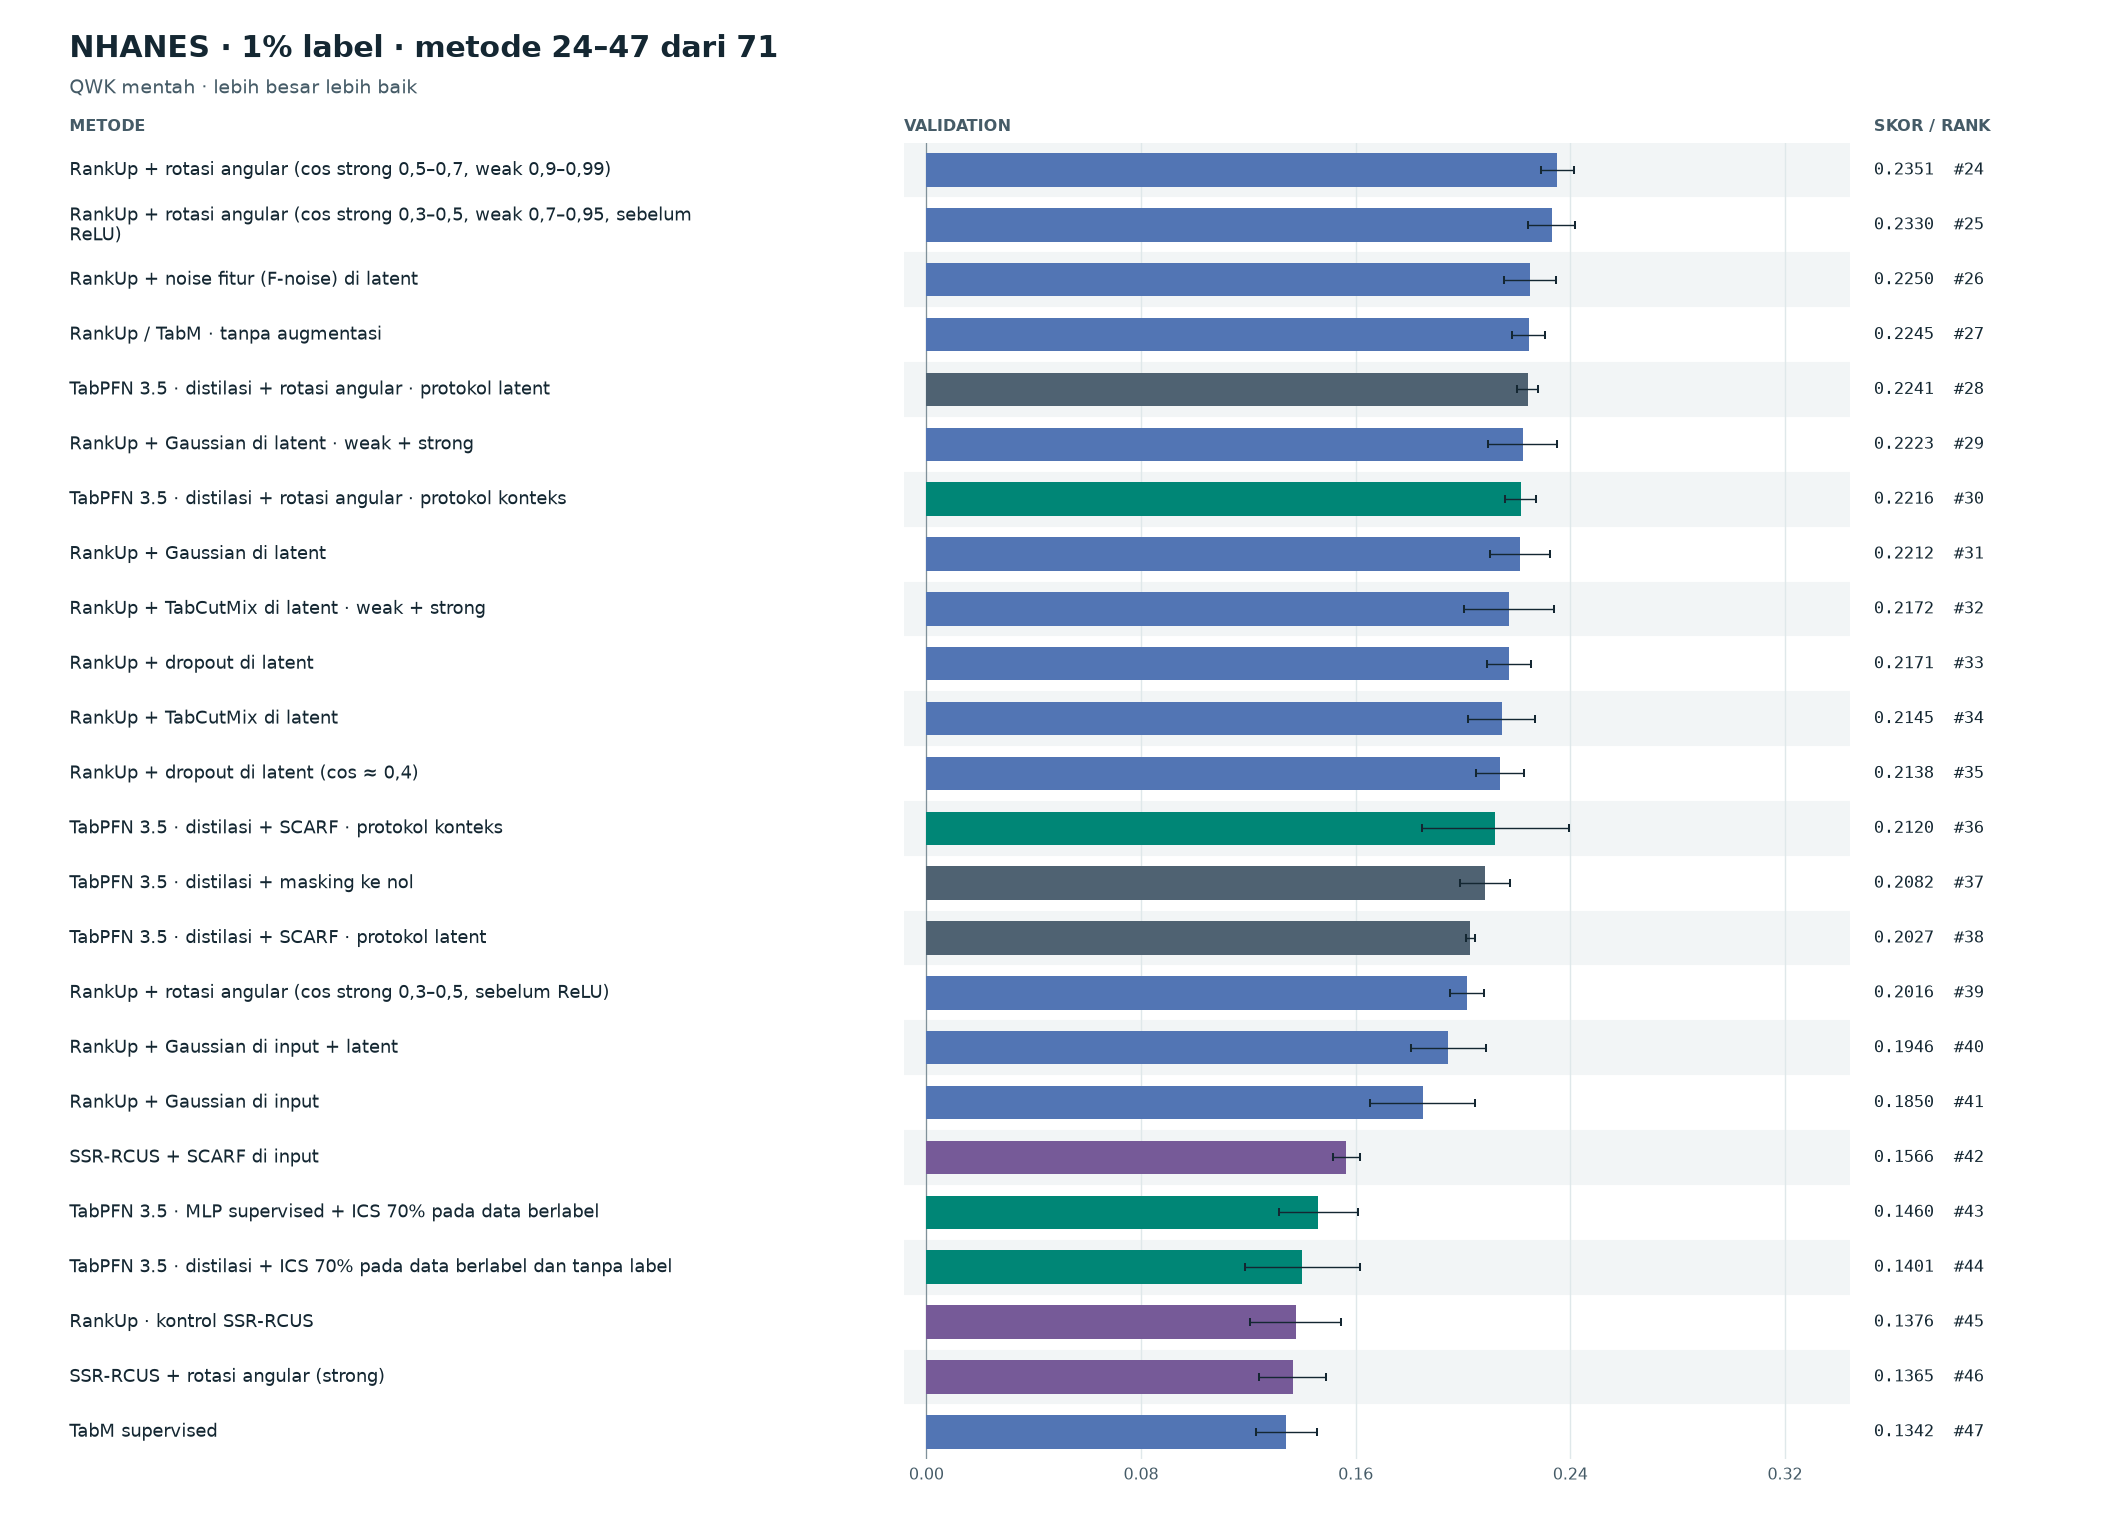 NHANES · 1% label · metode 24–47 dari 71
QWK mentah · lebih besar lebih baik
METODE VALIDATION SKOR / RANK
RankUp + rotasi angular (cos strong 0,5–0,7, weak 0,9–0,99) 0.2351 #24
RankUp + rotasi angular (cos strong 0,3–0,5, weak 0,7–0,95, sebelum
ReLU) 0.2330 #25
RankUp + noise fitur (F-noise) di latent 0.2250 #26
RankUp / TabM · tanpa augmentasi 0.2245 #27
TabPFN 3.5 · distilasi + rotasi angular · protokol latent 0.2241 #28
RankUp + Gaussian di latent · weak + strong 0.2223 #29
TabPFN 3.5 · distilasi + rotasi angular · protokol konteks 0.2216 #30
RankUp + Gaussian di latent 0.2212 #31
RankUp + TabCutMix di latent · weak + strong 0.2172 #32
RankUp + dropout di latent 0.2171 #33
RankUp + TabCutMix di latent 0.2145 #34
RankUp + dropout di latent (cos ≈ 0,4) 0.2138 #35
TabPFN 3.5 · distilasi + SCARF · protokol konteks 0.2120 #36
TabPFN 3.5 · distilasi + masking ke nol 0.2082 #37
TabPFN 3.5 · distilasi + SCARF · protokol latent 0.2027 #38
RankUp + rotasi angular (cos strong 0,3–0,5, sebelum ReLU) 0.2016 #39
RankUp + Gaussian di input + latent 0.1946 #40
RankUp + Gaussian di input 0.1850 #41
SSR-RCUS + SCARF di input 0.1566 #42
TabPFN 3.5 · MLP supervised + ICS 70% pada data berlabel 0.1460 #43
TabPFN 3.5 · distilasi + ICS 70% pada data berlabel dan tanpa label 0.1401 #44
RankUp · kontrol SSR-RCUS 0.1376 #45
SSR-RCUS + rotasi angular (strong) 0.1365 #46
TabM supervised 0.1342 #47
0.00 0.08 0.16 0.24 0.32